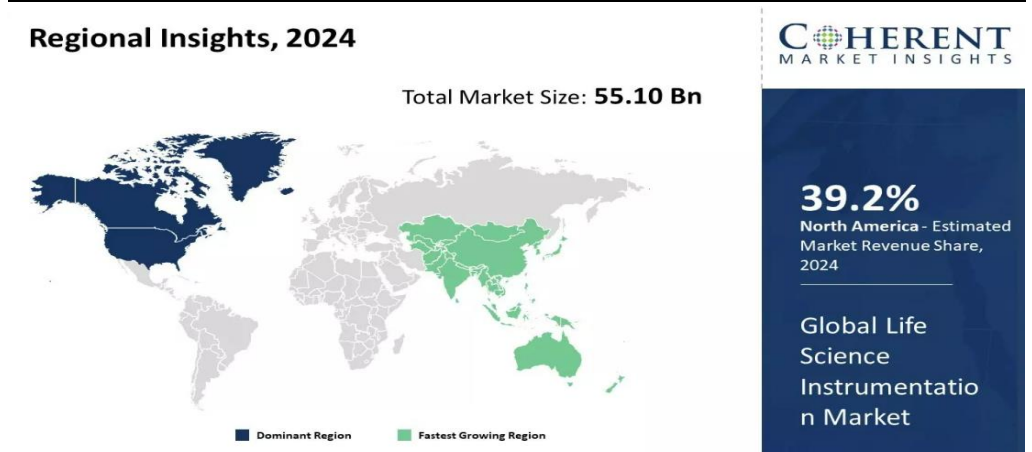 Regional Insights, 2024
Total Market Size: 55.10 Bn
Dominant Region
Fastest Growing Region
COHERENT
MARKET INSIGHTS
39.2%
North America - Estimated
Market Revenue Share,
2024
Global Life
Science
Instrumentatio
n Market